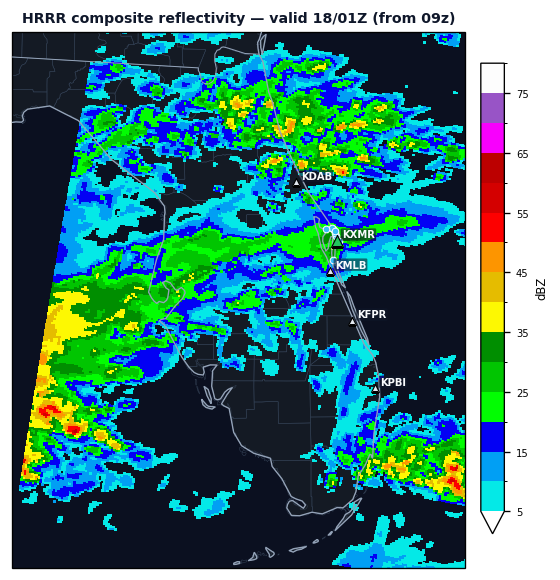 HRRR composite reflectivity — valid 18/01Z (from 09z)
75
65
55
45
35
25
15
5
dBZ
KDAB
KXMR
KMLB
KFPR
KPBI